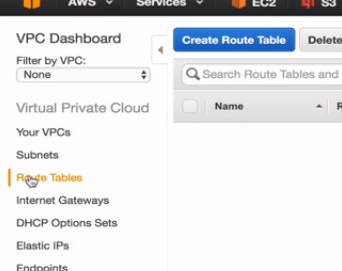 AWS Services EC2 S3
VPC Dashboard
Create Route Table Delete
Filter by VPC:
None
Search Route Tables and
Virtual Private Cloud
Name
Your VPCs
Subnets
Route Tables
Internet Gateways
DHCP Options Sets
Elastic IPs
Endpoints